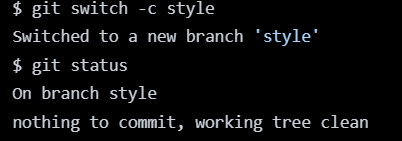 $ git switch -c style
Switched to a new branch 'style'
$ git status
On branch style
nothing to commit, working tree clean